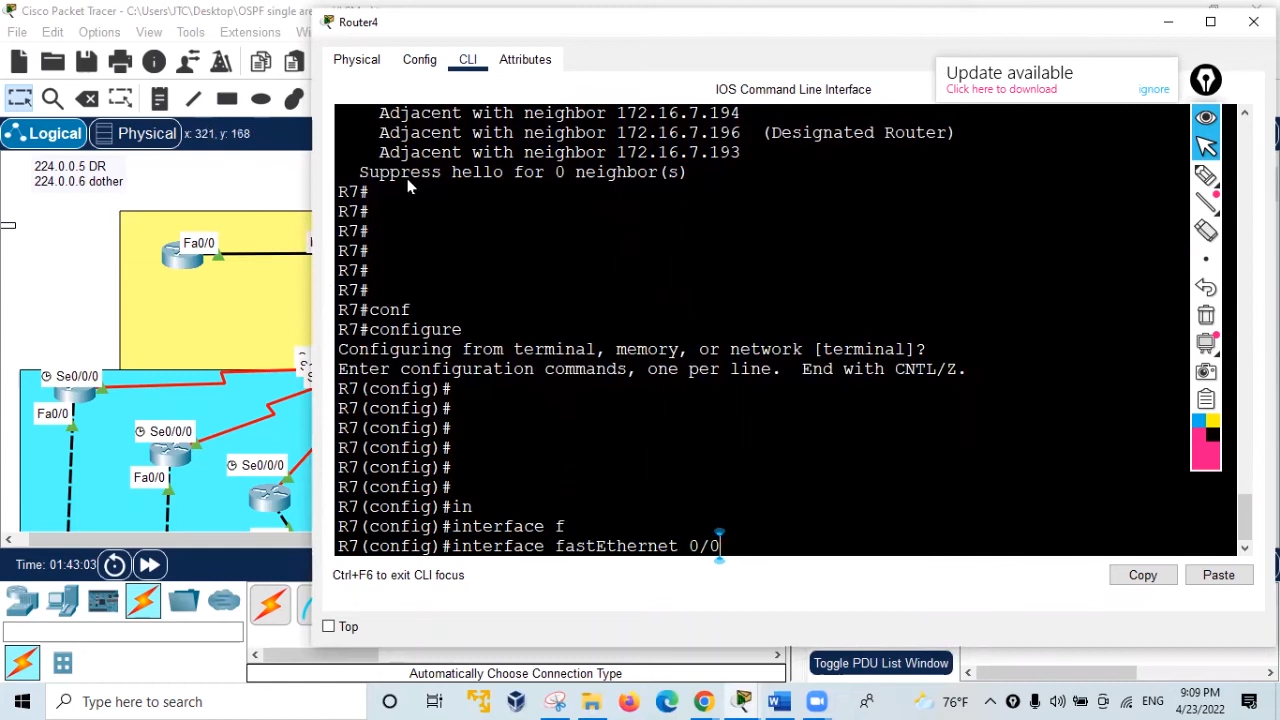 Cisco Packet Tracer - C:\Users\JTC\Desktop\OSPF single are
File Edit Options View Tools Extensions Wi
Logical Physical x: 321, y: 168
224.0.0.5 DR
224.0.0.6 dother
Fa0/0
Se0/0/0
Fa0/0
Se0/0/0
Fa0/0
Se0/0/0
Time: 01:43:03
Router4
Physical Config CLI Attributes
Update available
Click here to download ignore
IOS Command Line Interface
Adjacent with neighbor 172.16.7.194
Adjacent with neighbor 172.16.7.196 (Designated Router)
Adjacent with neighbor 172.16.7.193
Suppress hello for 0 neighbor(s)
R7#
R7#
R7#
R7#
R7#
R7#
R7#conf
R7#configure
Configuring from terminal, memory, or network [terminal]?
Enter configuration commands, one per line. End with CNTL/Z.
R7(config)#
R7(config)#
R7(config)#
R7(config)#
R7(config)#
R7(config)#
R7(config)#in
R7(config)#interface f
R7(config)#interface fastEthernet 0/0
Ctrl+F6 to exit CLI focus
Copy Paste
Top
Automatically Choose Connection Type
Toggle PDU List Window
Type here to search
76°F
ENG
9:09 PM
4/23/2022